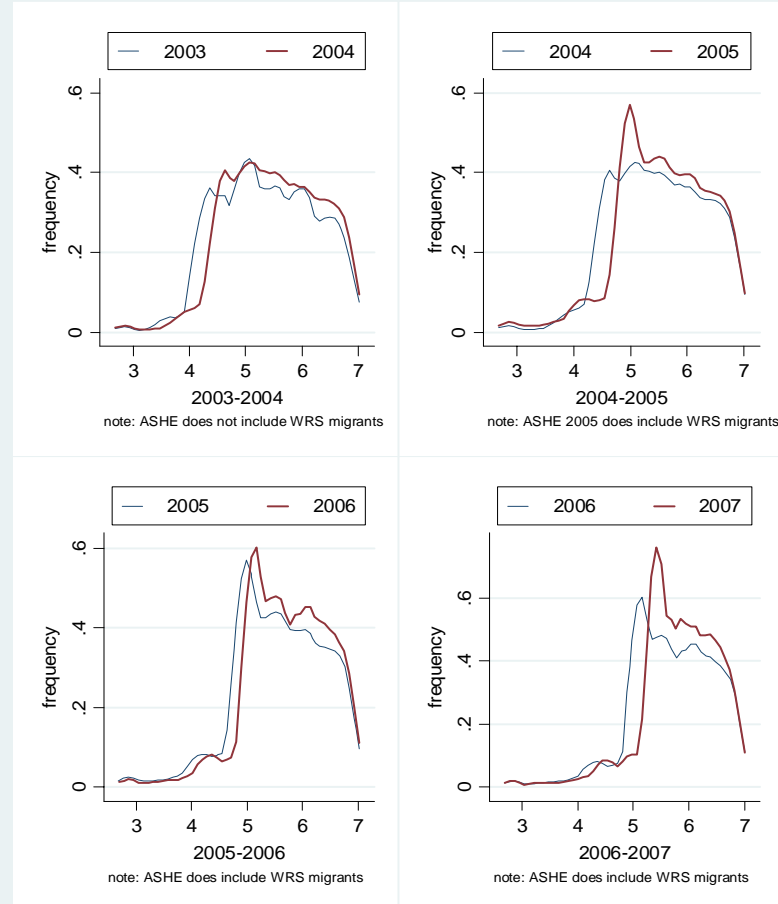 2003 2004
.6
.4
.2
0
frequency
3 4 5 6 7
2003-2004
note: ASHE does not include WRS migrants
2004 2005
.6
.4
.2
0
frequency
3 4 5 6 7
2004-2005
note: ASHE 2005 does include WRS migrants
2005 2006
.6
.4
.2
0
frequency
3 4 5 6 7
2005-2006
note: ASHE does include WRS migrants
2006 2007
.6
.4
.2
0
frequency
3 4 5 6 7
2006-2007
note: ASHE does include WRS migrants